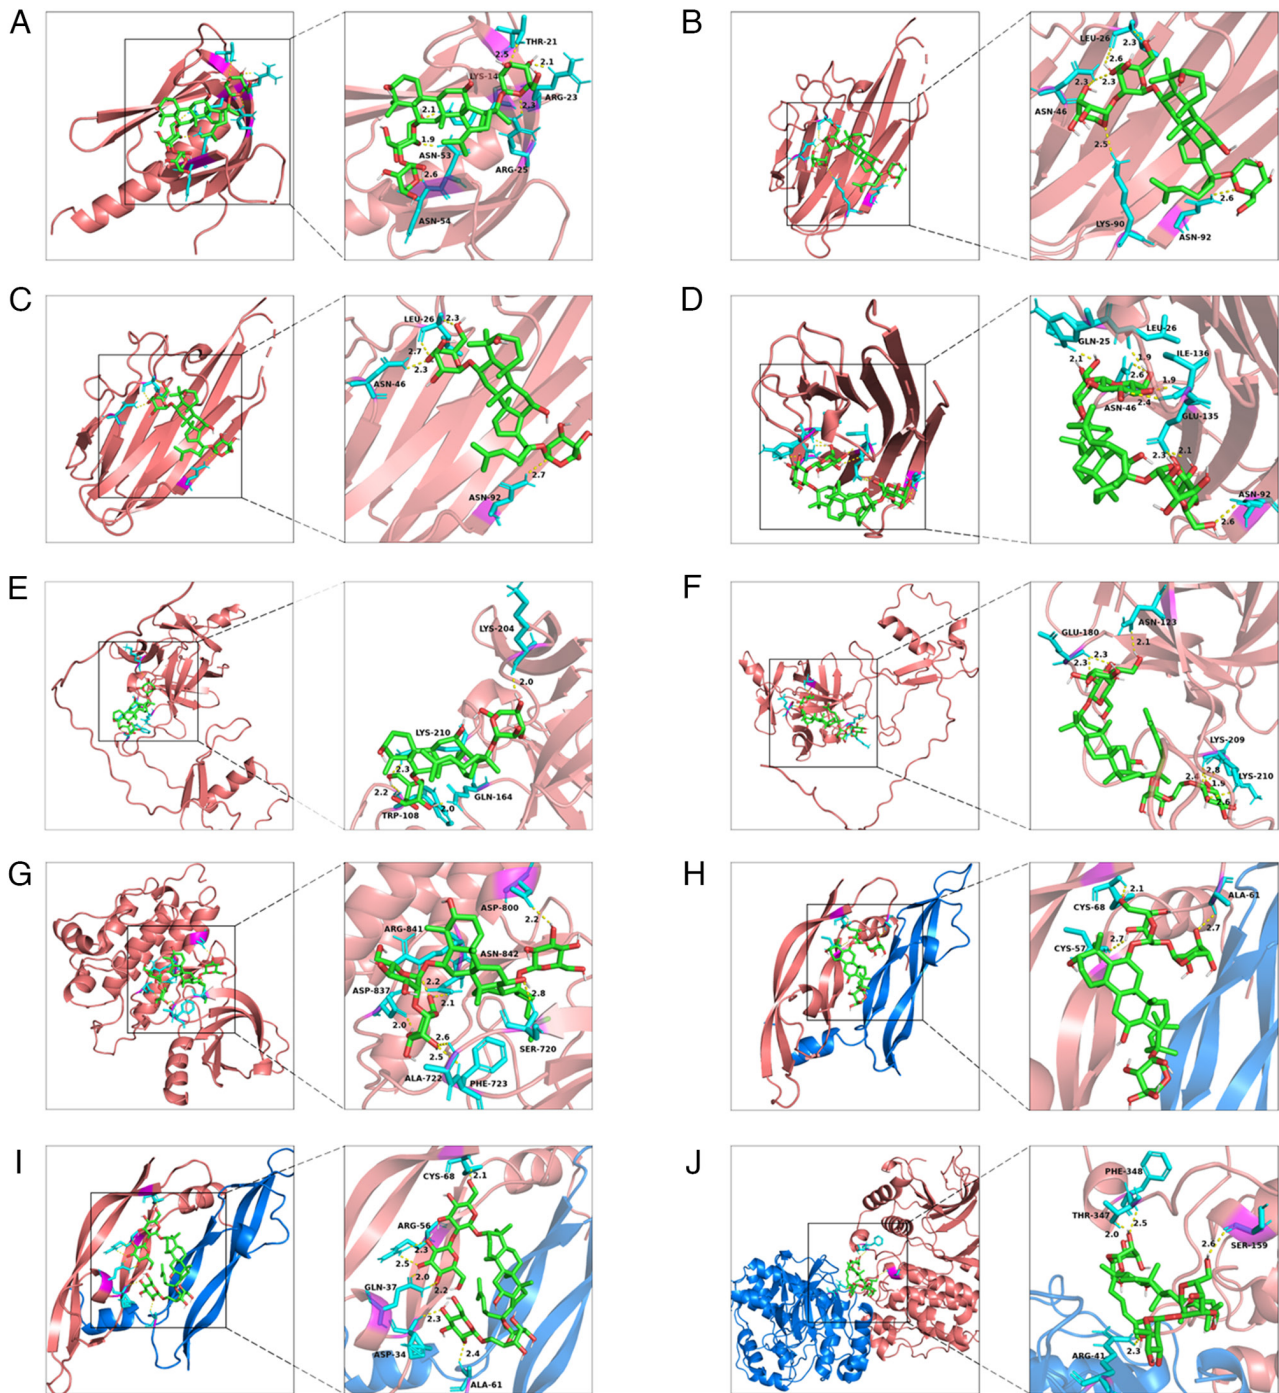 A
THR-21
2.5
LYS-14
2.1
ARG-23
2.3
2.1
1.9
ASN-53
ARG-25
2.6
ASN-54
B
LEU-26
2.3
2.6
2.3
2.3
ASN-46
2.5
LYS-90
2.6
ASN-92
C
LEU-26
2.3
2.7
2.3
ASN-46
2.7
ASN-92
D
LEU-26
GLN-25
ILE-136
2.1
1.9
2.6
1.9
2.4
ASN-46
GLU-135
2.3
2.1
ASN-92
2.6
E
LYS-204
2.0
LYS-210
2.3
2.2
GLN-164
2.0
TRP-108
F
ASN-123
GLU-180
2.1
2.3
2.3
LYS-209
2.8
2.4
1.9
LYS-210
2.6
G
ASP-800
2.2
ARG-841
ASN-842
2.2
ASP-837
2.1
2.8
2.0
2.6
2.5
SER-720
ALA-722
PHE-723
H
2.1
ALA-61
CYS-68
2.7
CYS-57
2.7
I
CYS-68
2.1
ARG-56
2.3
2.5
2.0
GLN-37
2.2
2.3
ASP-34
2.4
ALA-61
J
PHE-348
THR-347
2.5
2.0
2.6
SER-159
ARG-41
2.3